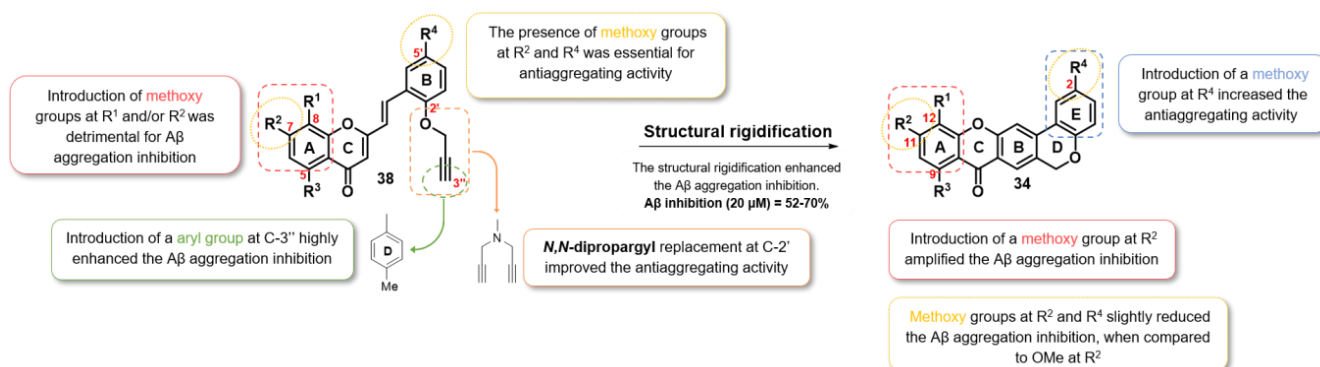 The presence of methoxy groups
at R² and R⁴ was essential for
antiaggregating activity
Introduction of methoxy
groups at R¹ and/or R² was
detrimental for Aβ
aggregation inhibition
R⁴
5'
B
2'
O
R¹
R²
7
8
O
A
C
5
R³
O
38
3''
Structural rigidification
The structural rigidification enhanced
the Aβ aggregation inhibition.
Aβ inhibition (20 μM) = 52-70%
Introduction of a methoxy
group at R⁴ increased the
antiaggregating activity
R⁴
2
E
R¹
R²
12
11
O
A
C
B
D
O
9
R³
O
34
Introduction of a aryl group at C-3'' highly
enhanced the Aβ aggregation inhibition
D
Me
N
N,N-dipropargyl replacement at C-2'
improved the antiaggregating activity
Introduction of a methoxy group at R²
amplified the Aβ aggregation inhibition
Methoxy groups at R² and R⁴ slightly reduced
the Aβ aggregation inhibition, when compared
to OMe at R²